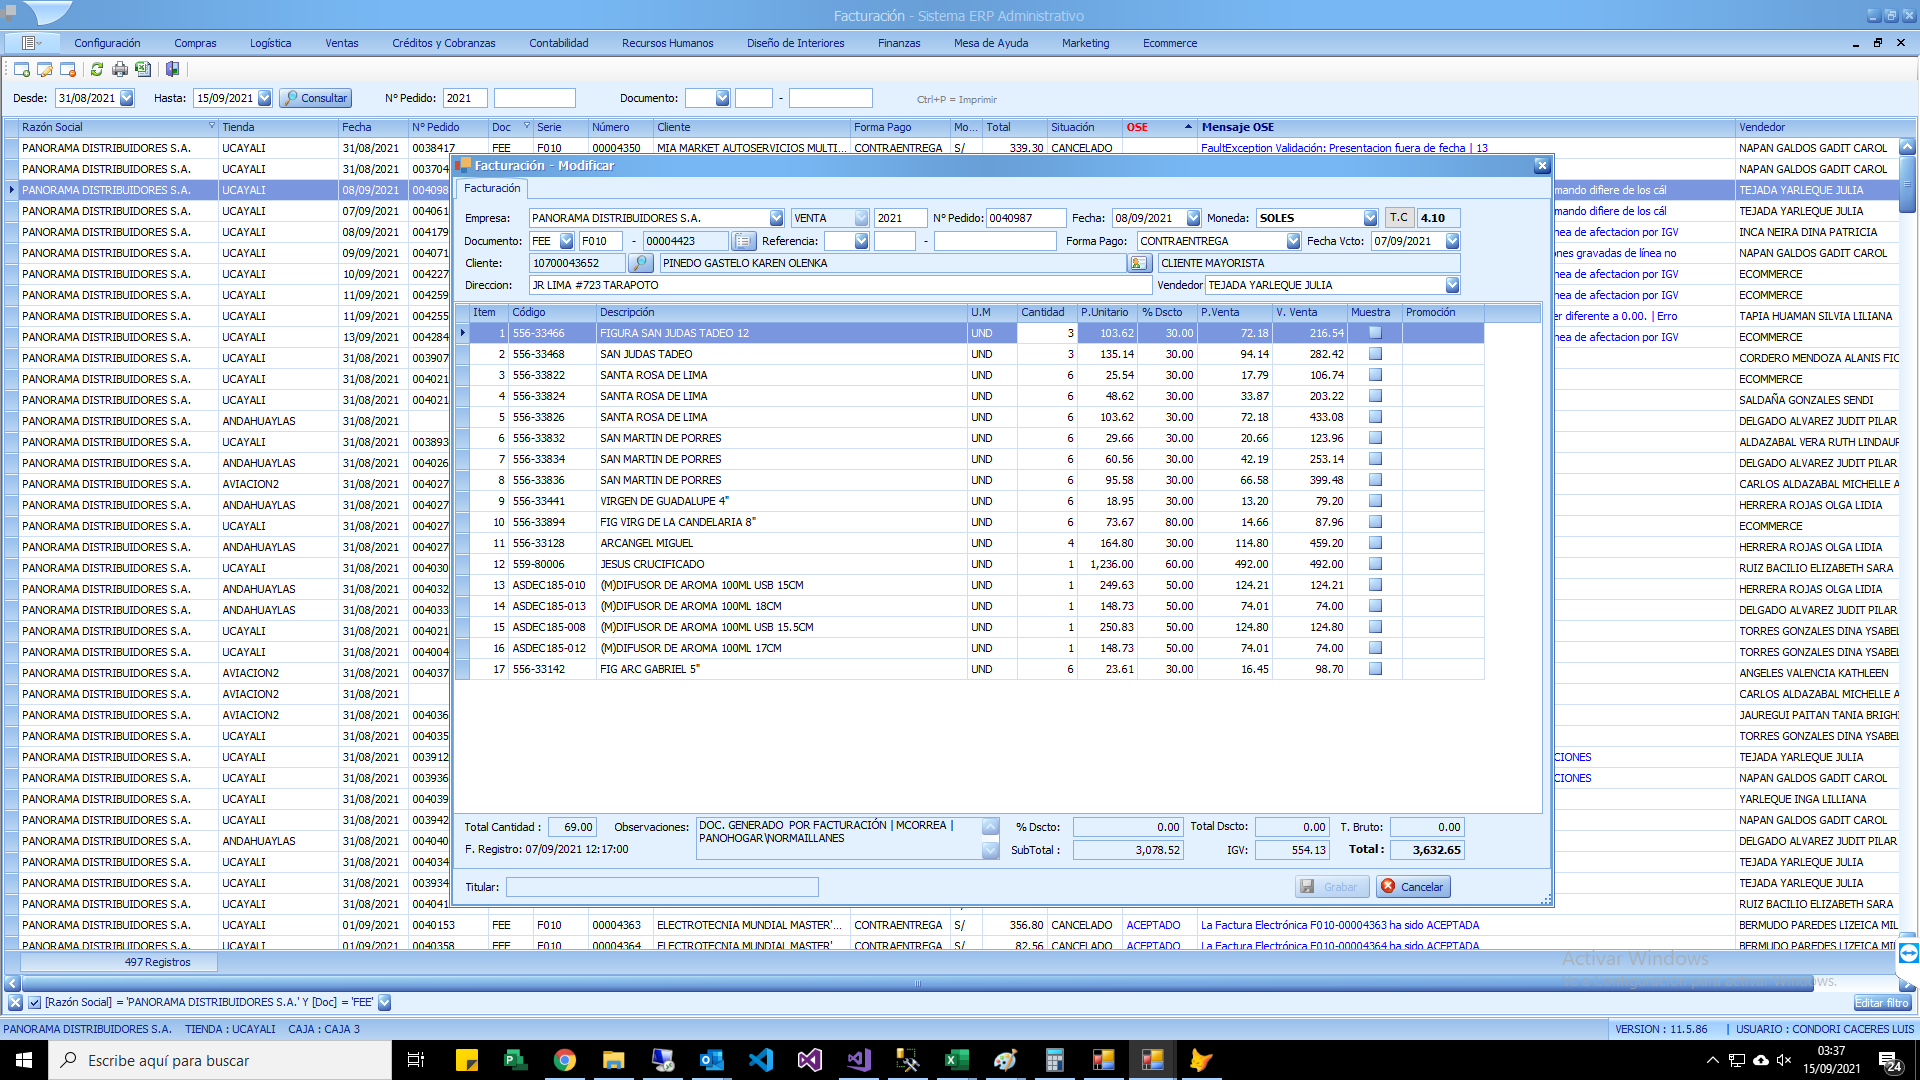 Facturación - Sistema ERP Administrativo
Configuración Compras Logística Ventas Créditos y Cobranzas Contabilidad Recursos Humanos Diseño de Interiores Finanzas Mesa de Ayuda Marketing Ecommerce
Desde: 31/08/2021 Hasta: 15/09/2021 Consultar Nº Pedido: 2021 Documento: - Ctrl+P = Imprimir
Razón Social Tienda Fecha Nº Pedido Doc Serie Número Cliente Forma Pago Mo... Total Situación OSE Mensaje OSE Vendedor
PANORAMA DISTRIBUIDORES S.A. UCAYALI 31/08/2021 0038417 FEE F010 00004350 MIA MARKET AUTOSERVICIOS MULTI... CONTRAENTREGA S/ 339.30 CANCELADO FaultException Validación: Presentacion fuera de fecha | 13 NAPAN GALDOS GADIT CAROL
PANORAMA DISTRIBUIDORES S.A. UCAYALI 31/08/2021 003704 NAPAN GALDOS GADIT CAROL
PANORAMA DISTRIBUIDORES S.A. UCAYALI 08/09/2021 004098 mando difiere de los cál TEJADA YARLEQUE JULIA
PANORAMA DISTRIBUIDORES S.A. UCAYALI 07/09/2021 004061 mando difiere de los cál TEJADA YARLEQUE JULIA
PANORAMA DISTRIBUIDORES S.A. UCAYALI 08/09/2021 004179 nea de afectacion por IGV INCA NEIRA DINA PATRICIA
PANORAMA DISTRIBUIDORES S.A. UCAYALI 09/09/2021 004071 ones gravadas de línea no NAPAN GALDOS GADIT CAROL
PANORAMA DISTRIBUIDORES S.A. UCAYALI 10/09/2021 004227 nea de afectacion por IGV ECOMMERCE
PANORAMA DISTRIBUIDORES S.A. UCAYALI 11/09/2021 004259 nea de afectacion por IGV ECOMMERCE
PANORAMA DISTRIBUIDORES S.A. UCAYALI 11/09/2021 004255 er diferente a 0.00. | Erro TAPIA HUAMAN SILVIA LILIANA
PANORAMA DISTRIBUIDORES S.A. UCAYALI 13/09/2021 004284 nea de afectacion por IGV ECOMMERCE
PANORAMA DISTRIBUIDORES S.A. UCAYALI 31/08/2021 003907 CORDERO MENDOZA ALANIS FIC
PANORAMA DISTRIBUIDORES S.A. UCAYALI 31/08/2021 004021 ECOMMERCE
PANORAMA DISTRIBUIDORES S.A. UCAYALI 31/08/2021 004021 SALDAÑA GONZALES SENDI
PANORAMA DISTRIBUIDORES S.A. ANDAHUAYLAS 31/08/2021 DELGADO ALVAREZ JUDIT PILAR
PANORAMA DISTRIBUIDORES S.A. UCAYALI 31/08/2021 003893 ALDAZABAL VERA RUTH LINDAUR
PANORAMA DISTRIBUIDORES S.A. ANDAHUAYLAS 31/08/2021 004026 DELGADO ALVAREZ JUDIT PILAR
PANORAMA DISTRIBUIDORES S.A. AVIACION2 31/08/2021 004027 CARLOS ALDAZABAL MICHELLE A
PANORAMA DISTRIBUIDORES S.A. ANDAHUAYLAS 31/08/2021 004027 HERRERA ROJAS OLGA LIDIA
PANORAMA DISTRIBUIDORES S.A. UCAYALI 31/08/2021 004027 ECOMMERCE
PANORAMA DISTRIBUIDORES S.A. ANDAHUAYLAS 31/08/2021 004027 HERRERA ROJAS OLGA LIDIA
PANORAMA DISTRIBUIDORES S.A. UCAYALI 31/08/2021 004030 RUIZ BACILIO ELIZABETH SARA
PANORAMA DISTRIBUIDORES S.A. ANDAHUAYLAS 31/08/2021 004032 HERRERA ROJAS OLGA LIDIA
PANORAMA DISTRIBUIDORES S.A. ANDAHUAYLAS 31/08/2021 004033 DELGADO ALVAREZ JUDIT PILAR
PANORAMA DISTRIBUIDORES S.A. UCAYALI 31/08/2021 004021 TORRES GONZALES DINA YSABEL
PANORAMA DISTRIBUIDORES S.A. UCAYALI 31/08/2021 004004 TORRES GONZALES DINA YSABEL
PANORAMA DISTRIBUIDORES S.A. AVIACION2 31/08/2021 004037 ANGELES VALENCIA KATHLEEN
PANORAMA DISTRIBUIDORES S.A. AVIACION2 31/08/2021 CARLOS ALDAZABAL MICHELLE A
PANORAMA DISTRIBUIDORES S.A. AVIACION2 31/08/2021 004036 JAUREGUI PAITAN TANIA BRIGHI
PANORAMA DISTRIBUIDORES S.A. UCAYALI 31/08/2021 004035 TORRES GONZALES DINA YSABEL
PANORAMA DISTRIBUIDORES S.A. UCAYALI 31/08/2021 003912 CIONES TEJADA YARLEQUE JULIA
PANORAMA DISTRIBUIDORES S.A. UCAYALI 31/08/2021 003936 CIONES NAPAN GALDOS GADIT CAROL
PANORAMA DISTRIBUIDORES S.A. UCAYALI 31/08/2021 004039 YARLEQUE INGA LILLIANA
PANORAMA DISTRIBUIDORES S.A. UCAYALI 31/08/2021 003942 NAPAN GALDOS GADIT CAROL
PANORAMA DISTRIBUIDORES S.A. ANDAHUAYLAS 31/08/2021 004040 DELGADO ALVAREZ JUDIT PILAR
PANORAMA DISTRIBUIDORES S.A. UCAYALI 31/08/2021 004034 TEJADA YARLEQUE JULIA
PANORAMA DISTRIBUIDORES S.A. UCAYALI 31/08/2021 003934 TEJADA YARLEQUE JULIA
PANORAMA DISTRIBUIDORES S.A. UCAYALI 31/08/2021 004041 RUIZ BACILIO ELIZABETH SARA
PANORAMA DISTRIBUIDORES S.A. UCAYALI 01/09/2021 0040153 FEE F010 00004363 ELECTROTECNIA MUNDIAL MASTER'... CONTRAENTREGA S/ 356.80 CANCELADO ACEPTADO La Factura Electrónica F010-00004363 ha sido ACEPTADA BERMUDO PAREDES LIZEICA MIL
PANORAMA DISTRIBUIDORES S.A. UCAYALI 01/09/2021 0040358 FEE F010 00004364 ELECTROTECNIA MUNDIAL MASTER' CONTRAENTREGA S/ 82.56 CANCELADO ACEPTADO La Factura Electrónica F010-00004364 ha sido ACEPTADA BERMUDO PAREDES LIZEICA MIL
Facturación - Modificar
Facturación
Empresa: PANORAMA DISTRIBUIDORES S.A. VENTA 2021 Nº Pedido: 0040987 Fecha: 08/09/2021 Moneda: SOLES T.C 4.10
Documento: FEE F010 - 00004423 Referencia: - Forma Pago: CONTRAENTREGA Fecha Vcto: 07/09/2021
Cliente: 10700043652 PINEDO GASTELO KAREN OLENKA CLIENTE MAYORISTA
Direccion: JR LIMA #723 TARAPOTO Vendedor: TEJADA YARLEQUE JULIA
Item Código Descripción U.M Cantidad P.Unitario % Dscto P.Venta V. Venta Muestra Promoción
1 556-33466 FIGURA SAN JUDAS TADEO 12 UND 3 103.62 30.00 72.18 216.54
2 556-33468 SAN JUDAS TADEO UND 3 135.14 30.00 94.14 282.42
3 556-33822 SANTA ROSA DE LIMA UND 6 25.54 30.00 17.79 106.74
4 556-33824 SANTA ROSA DE LIMA UND 6 48.62 30.00 33.87 203.22
5 556-33826 SANTA ROSA DE LIMA UND 6 103.62 30.00 72.18 433.08
6 556-33832 SAN MARTIN DE PORRES UND 6 29.66 30.00 20.66 123.96
7 556-33834 SAN MARTIN DE PORRES UND 6 60.56 30.00 42.19 253.14
8 556-33836 SAN MARTIN DE PORRES UND 6 95.58 30.00 66.58 399.48
9 556-33441 VIRGEN DE GUADALUPE 4" UND 6 18.95 30.00 13.20 79.20
10 556-33894 FIG VIRG DE LA CANDELARIA 8" UND 6 73.67 80.00 14.66 87.96
11 556-33128 ARCANGEL MIGUEL UND 4 164.80 30.00 114.80 459.20
12 559-80006 JESUS CRUCIFICADO UND 1 1,236.00 60.00 492.00 492.00
13 ASDEC185-010 (M)DIFUSOR DE AROMA 100ML USB 15CM UND 1 249.63 50.00 124.21 124.21
14 ASDEC185-013 (M)DIFUSOR DE AROMA 100ML 18CM UND 1 148.73 50.00 74.01 74.00
15 ASDEC185-008 (M)DIFUSOR DE AROMA 100ML USB 15.5CM UND 1 250.83 50.00 124.80 124.80
16 ASDEC185-012 (M)DIFUSOR DE AROMA 100ML 17CM UND 1 148.73 50.00 74.01 74.00
17 556-33142 FIG ARC GABRIEL 5" UND 6 23.61 30.00 16.45 98.70
Total Cantidad : 69.00 Observaciones: DOC. GENERADO POR FACTURACIÓN | MCORREA | % Dscto: 0.00 Total Dscto: 0.00 T. Bruto: 0.00
PANOHOGAR\NORMAILLANES
F. Registro: 07/09/2021 12:17:00 SubTotal : 3,078.52 IGV: 554.13 Total : 3,632.65
Titular: Grabar Cancelar
497 Registros
Activar Windows
[Razón Social] = 'PANORAMA DISTRIBUIDORES S.A.' Y [Doc] = 'FEE' Editar filtro
PANORAMA DISTRIBUIDORES S.A. TIENDA : UCAYALI CAJA : CAJA 3 VERSION : 11.5.86 | USUARIO : CONDORI CACERES LUIS
Escribe aquí para buscar
03:37
15/09/2021
24